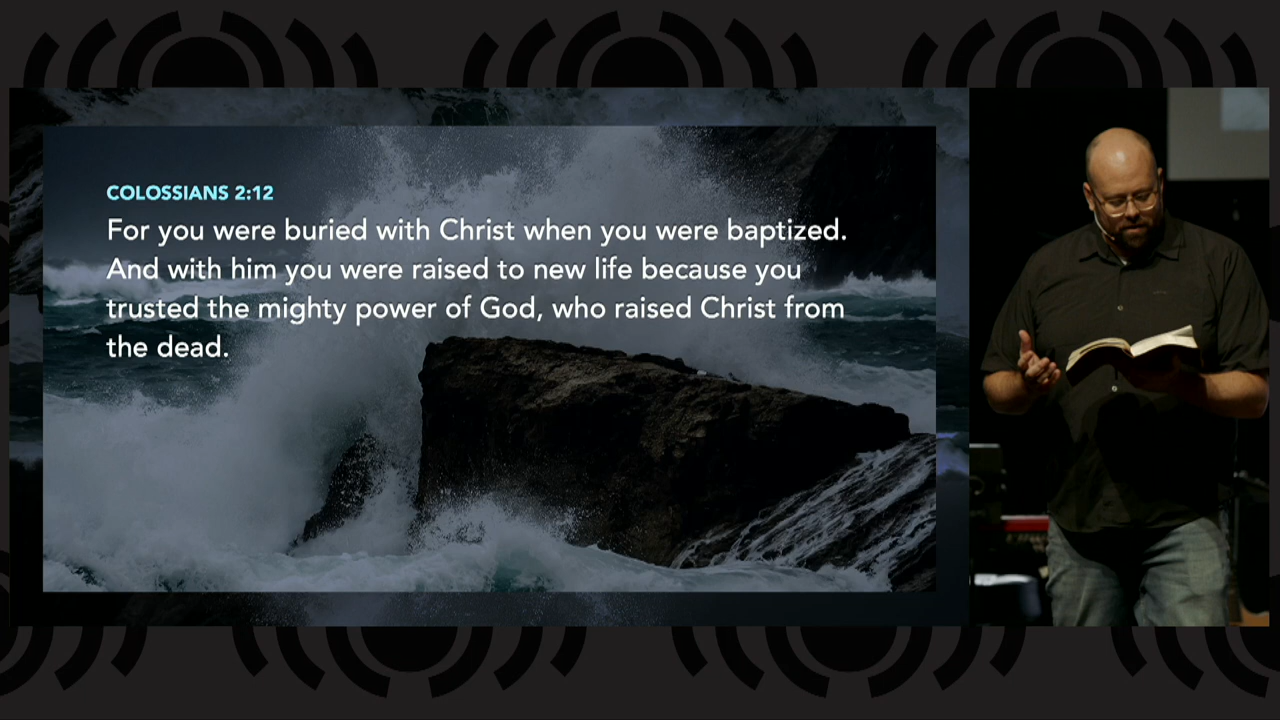 COLOSSIANS 2:12
For you were buried with Christ when you were baptized.
And with him you were raised to new life because you
trusted the mighty power of God, who raised Christ from
the dead.